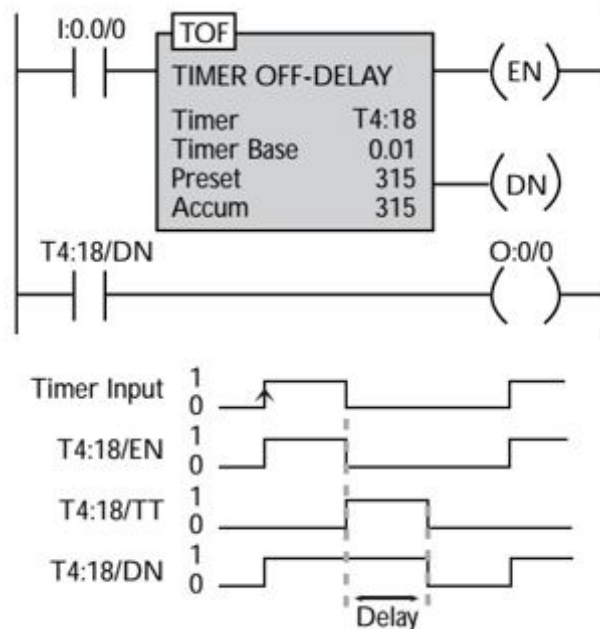 I:0.0/0
TOF
TIMER OFF-DELAY
EN
Timer T4:18
Timer Base 0.01
Preset 315
DN
Accum 315
T4:18/DN
O:0/0
Timer Input 1
0
T4:18/EN 1
0
T4:18/TT 1
0
T4:18/DN 1
0
Delay